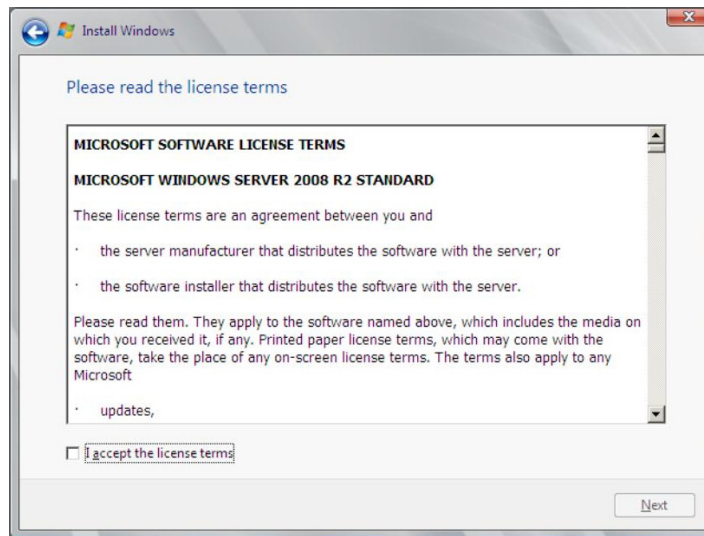 Install Windows
Please read the license terms
MICROSOFT SOFTWARE LICENSE TERMS
MICROSOFT WINDOWS SERVER 2008 R2 STANDARD
These license terms are an agreement between you and
· the server manufacturer that distributes the software with the server; or
· the software installer that distributes the software with the server.
Please read them. They apply to the software named above, which includes the media on
which you received it, if any. Printed paper license terms, which may come with the
software, take the place of any on-screen license terms. The terms also apply to any
Microsoft
· updates,
I accept the license terms
Next